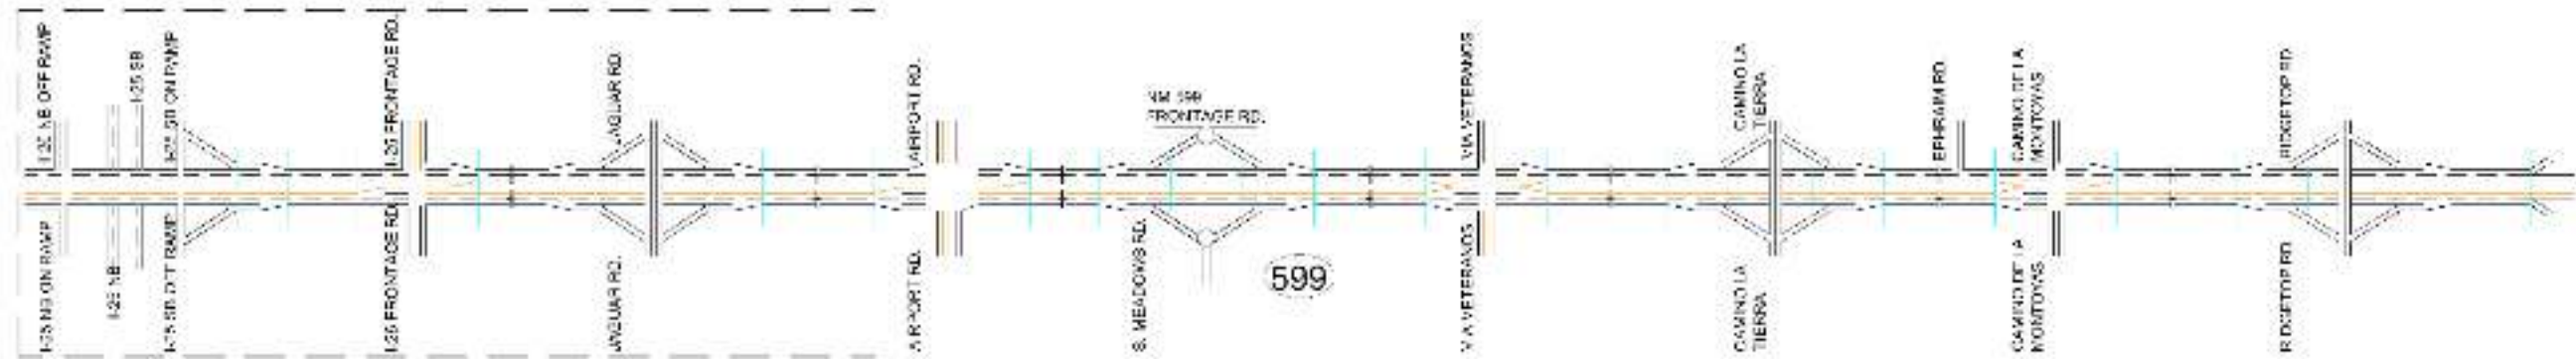 I-25 NB OFF RAMP
I-25 SB
I-25 SB ON RAMP
I-25 FRONTAGE RD.
JAGUAR RD.
AIRPORT RD.
NM 599
FRONTAGE RD.
VIA VETERANOS
CAMINO LA
TIERRA
EPHRIAM RD.
CAMINO DE LA
MONTOYAS
RIDGETOP RD.
I-25 NB ON RAMP
I-25 NB
I-25 SB OFF RAMP
I-25 FRONTAGE RD.
JAGUAR RD.
AIRPORT RD.
S. MEADOWS RD.
599
VIA VETERANOS
CAMINO LA
TIERRA
CAMINO DE LA
MONTOYAS
RIDGETOP RD.